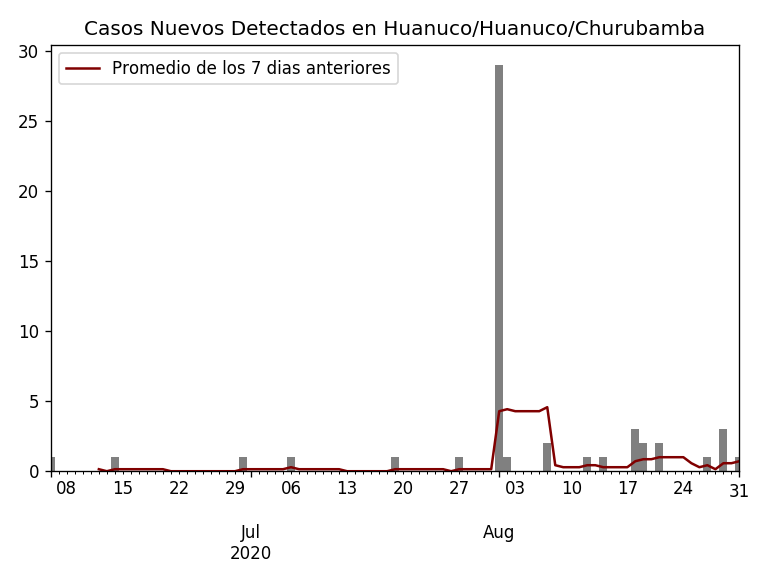 Casos Nuevos Detectados en Huanuco/Huanuco/Churubamba
Promedio de los 7 dias anteriores
30
25
20
15
10
5
0
08 15 22 29 06 13 20 27 03 10 17 24 31
Jul Aug
2020